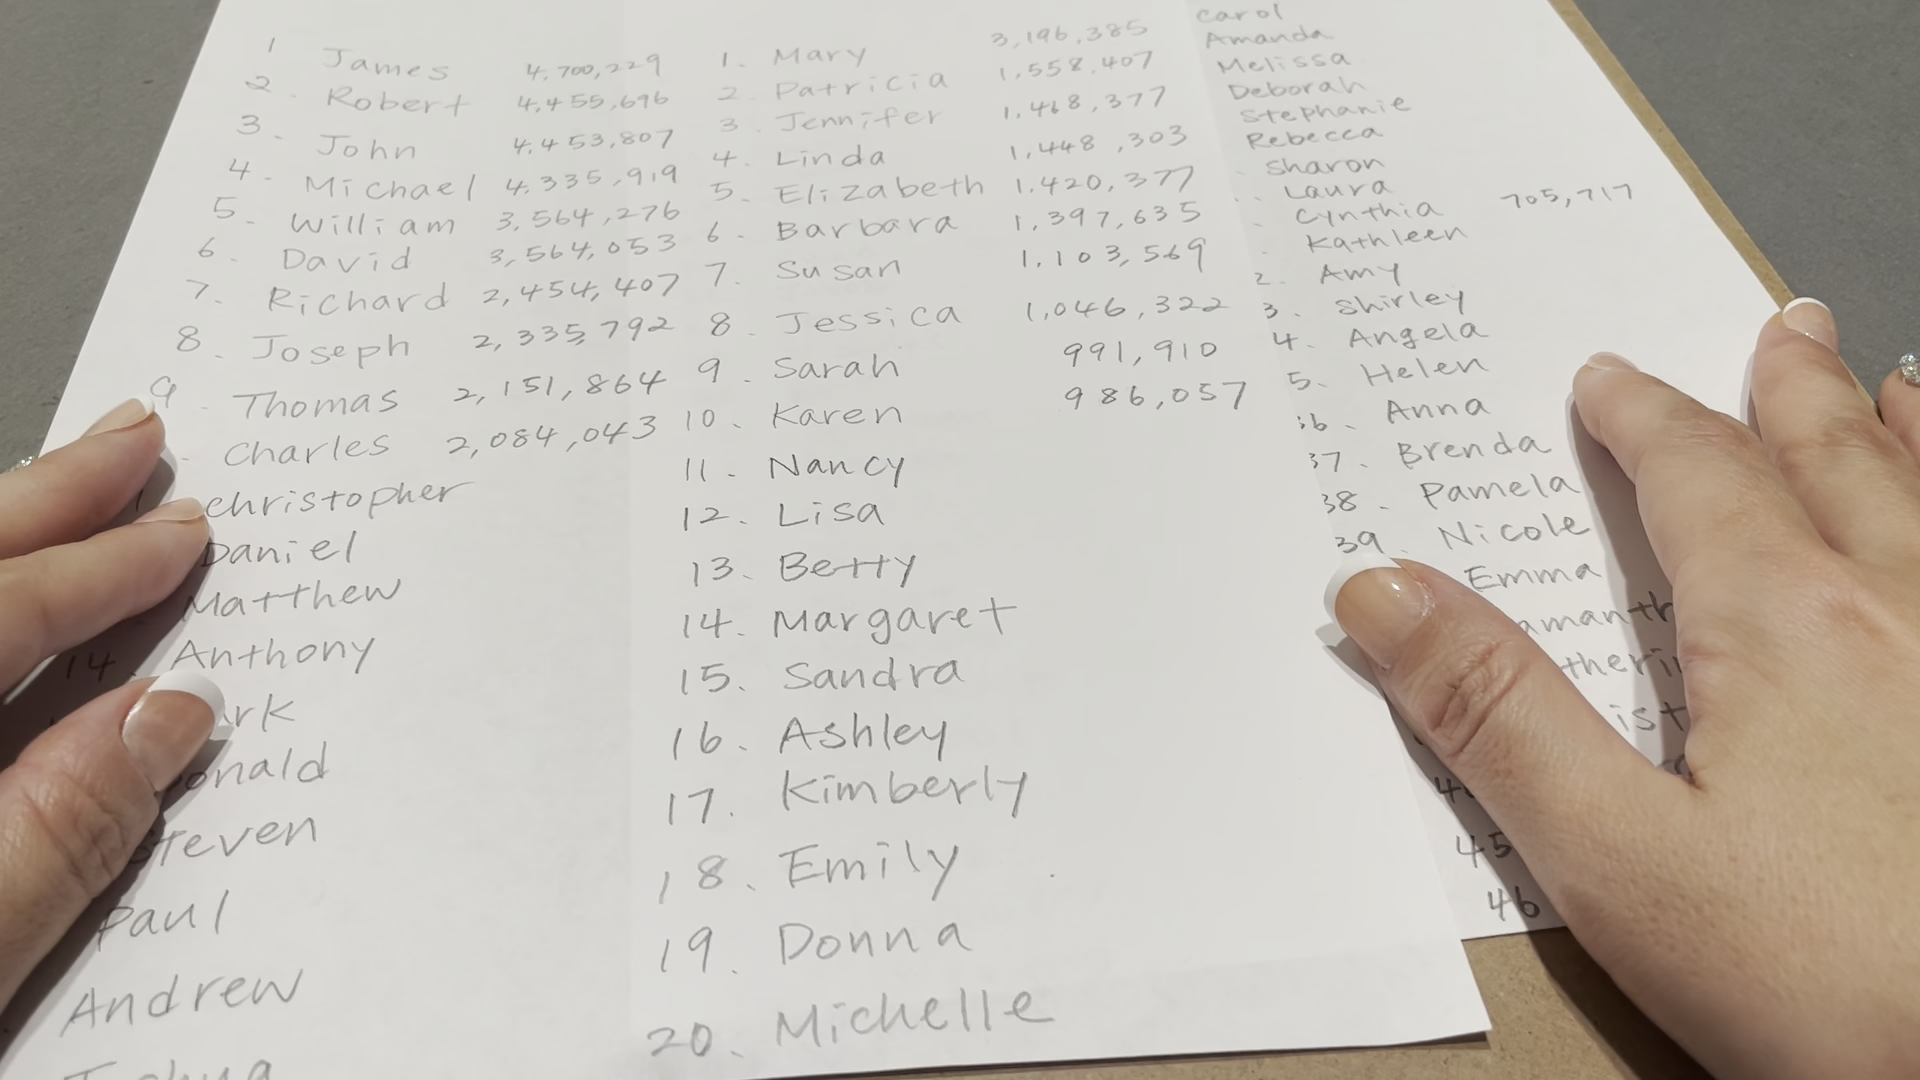 1 James 4,700,229
2. Robert 4,455,696
3. John 4,453,807
4. Michael 4,335,919
5. William 3,564,276
6. David 3,564,053
7. Richard 2,454,407
8. Joseph 2,335,792
9. Thomas 2,151,864
Charles 2,084,043
Christopher
Daniel
Matthew
14. Anthony
Steven
Paul
Andrew
1. Mary 3,196,385
2. Patricia 1,558,407
3. Jennifer 1,468,377
4. Linda 1,448,303
5. Elizabeth 1,420,377
6. Barbara 1,397,635
7. Susan 1,103,569
8. Jessica 1,046,322
9. Sarah 991,910
10. Karen 986,057
11. Nancy
12. Lisa
13. Betty
14. Margaret
15. Sandra
16. Ashley
17. Kimberly
18. Emily
19. Donna
20. Michelle
Carol
Amanda
Melissa
Deborah
Stephanie
Rebecca
Sharon
Laura
Cynthia 705,717
Kathleen
2. Amy
3. Shirley
4. Angela
5. Helen
36. Anna
37. Brenda
38. Pamela
39. Nicole
Emma
45
46